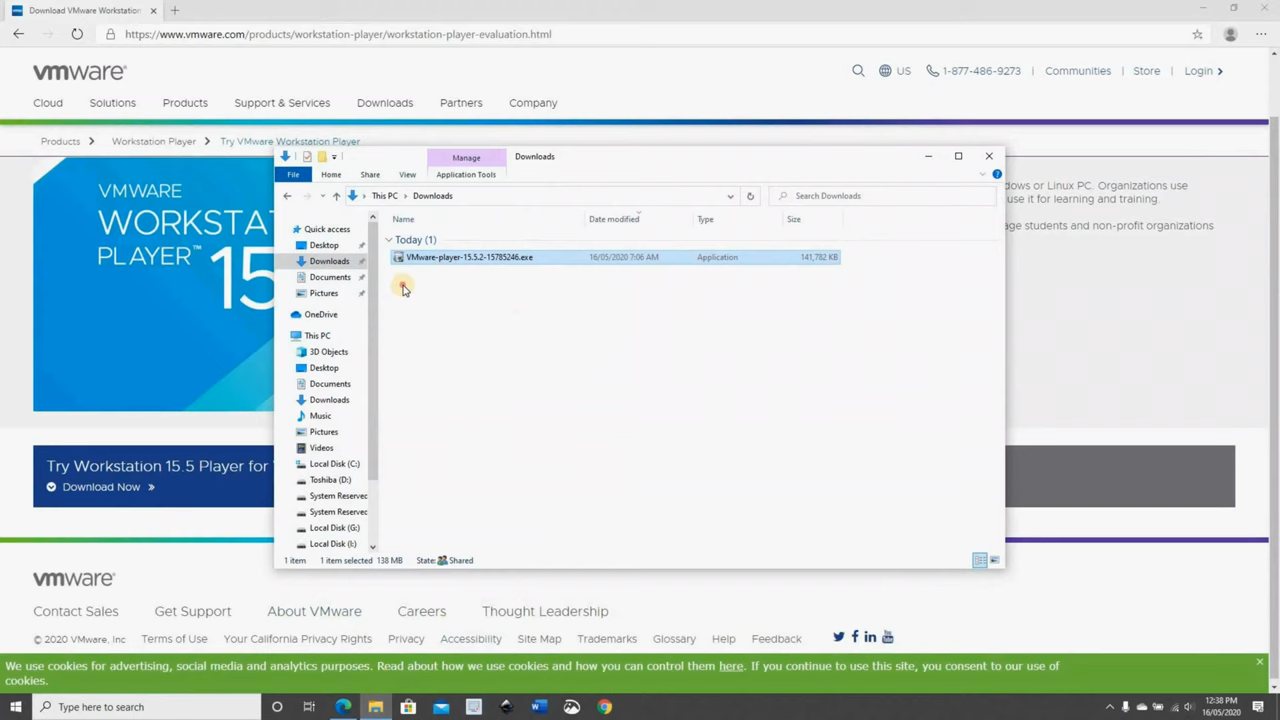 Download VMware Workstation
https://www.vmware.com/products/workstation-player/workstation-player-evaluation.html
vmware®
US
1-877-486-9273
Communities
Store
Login
Cloud
Solutions
Products
Support & Services
Downloads
Partners
Company
Products
Workstation Player
Try VMware Workstation Player
VMWARE
WORKSTA
PLAYER™ 15
ndows or Linux PC. Organizations use
use it for learning and training.
age students and non-profit organizations
Manage
Downloads
File
Home
Share
View
Application Tools
This PC
Downloads
Search Downloads
Name
Date modified
Type
Size
Today (1)
VMware-player-15.5.2-15785246.exe
16/05/2020 7:06 AM
Application
141,782 KB
Quick access
Desktop
Downloads
Documents
Pictures
OneDrive
This PC
3D Objects
Desktop
Documents
Downloads
Music
Pictures
Videos
Local Disk (C:)
Toshiba (D:)
System Reserved
System Reserved
Local Disk (G:)
Local Disk (I:)
1 item
1 item selected
138 MB
State:
Shared
Try Workstation 15.5 Player for
Download Now
vmware®
Contact Sales
Get Support
About VMware
Careers
Thought Leadership
© 2020 VMware, Inc
Terms of Use
Your California Privacy Rights
Privacy
Accessibility
Site Map
Trademarks
Glossary
Help
Feedback
We use cookies for advertising, social media and analytics purposes. Read about how we use cookies and how you can control them here. If you continue to use this site, you consent to our use of
cookies.
Type here to search
12:38 PM
16/05/2020